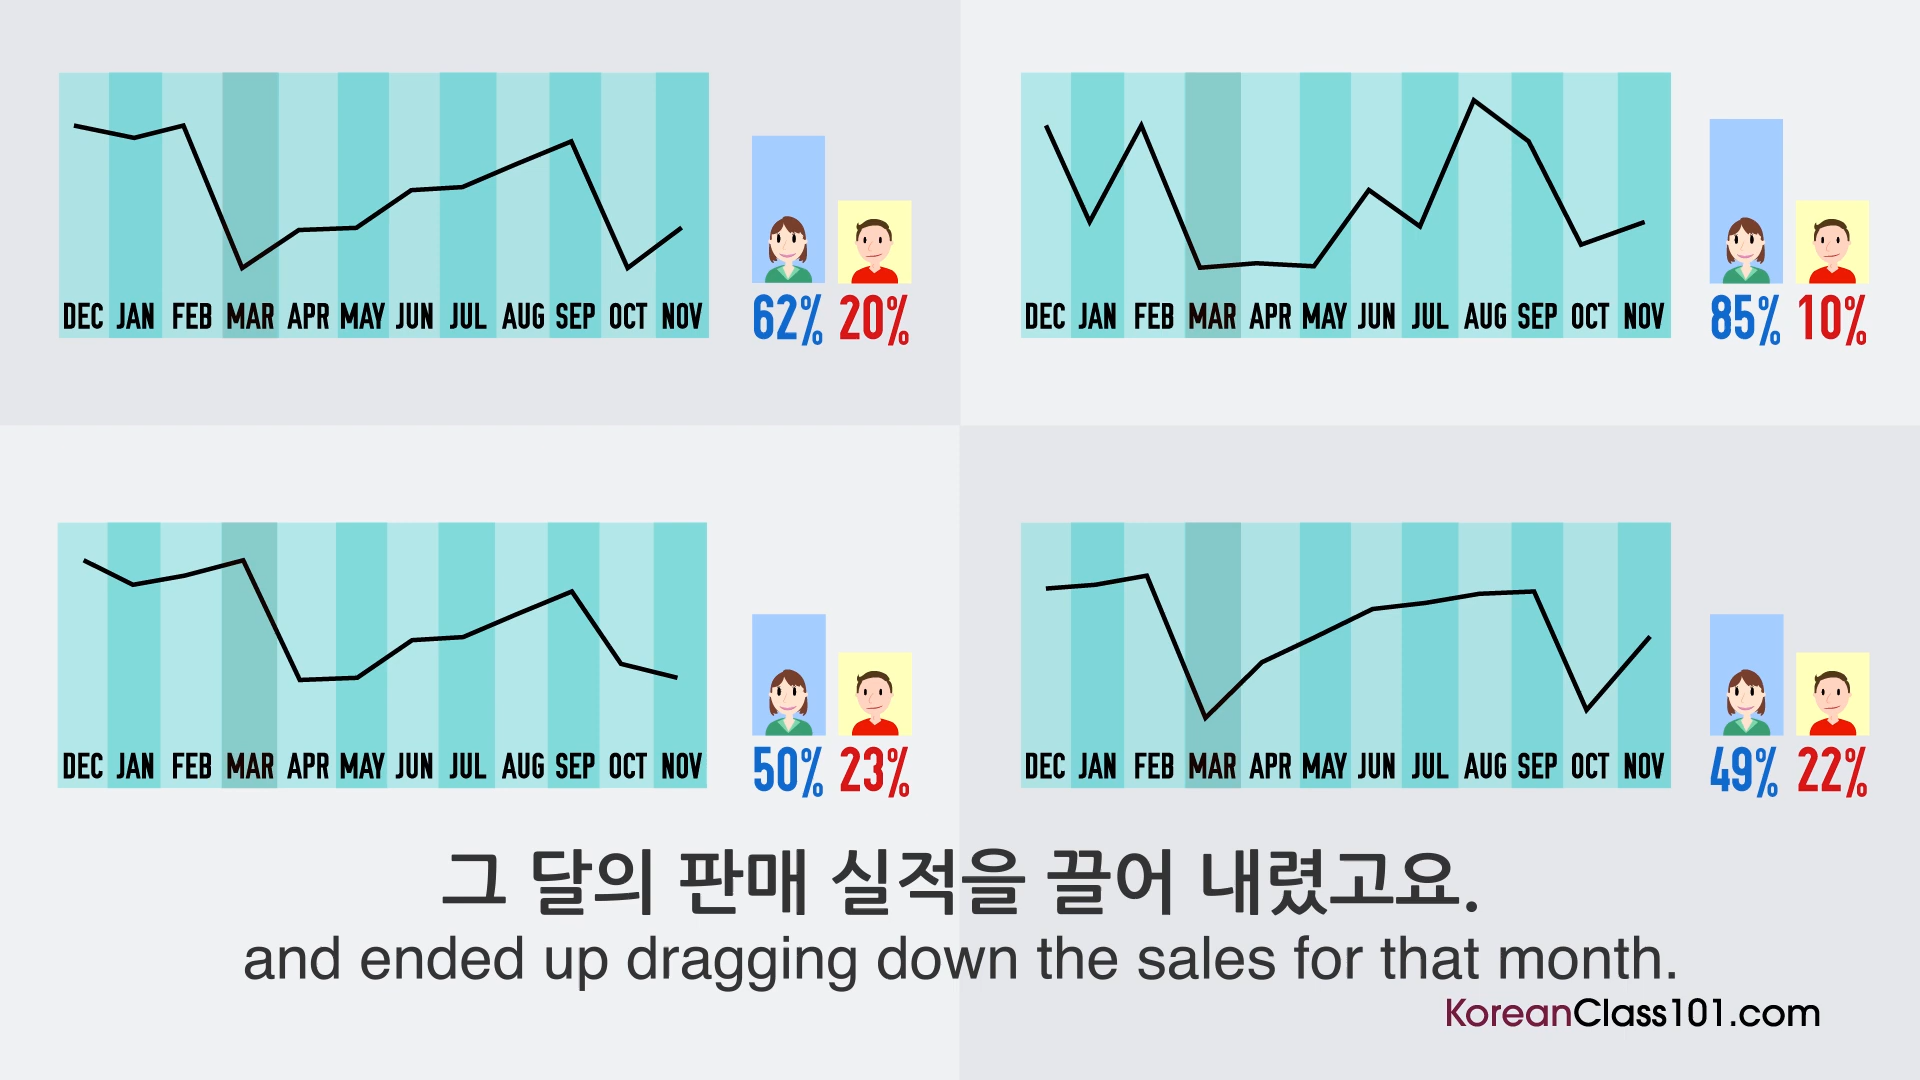 DEC JAN FEB MAR APR MAY JUN JUL AUG SEP OCT NOV
62% 20%
DEC JAN FEB MAR APR MAY JUN JUL AUG SEP OCT NOV
85% 10%
DEC JAN FEB MAR APR MAY JUN JUL AUG SEP OCT NOV
50% 23%
DEC JAN FEB MAR APR MAY JUN JUL AUG SEP OCT NOV
49% 22%
그 달의 판매 실적을 끌어 내렸고요.
and ended up dragging down the sales for that month.
KoreanClass101.com